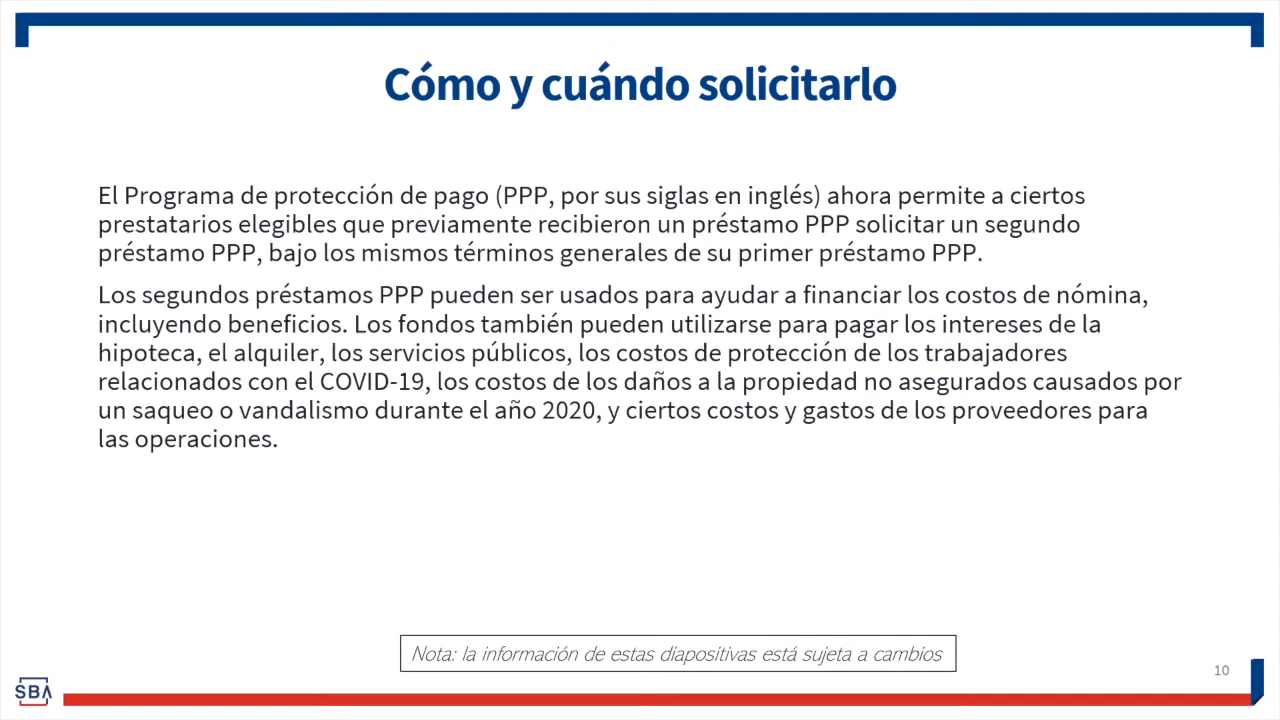 Cómo y cuándo solicitarlo
El Programa de protección de pago (PPP, por sus siglas en inglés) ahora permite a ciertos
prestatarios elegibles que previamente recibieron un préstamo PPP solicitar un segundo
préstamo PPP, bajo los mismos términos generales de su primer préstamo PPP.
Los segundos préstamos PPP pueden ser usados para ayudar a financiar los costos de nómina,
incluyendo beneficios. Los fondos también pueden utilizarse para pagar los intereses de la
hipoteca, el alquiler, los servicios públicos, los costos de protección de los trabajadores
relacionados con el COVID-19, los costos de los daños a la propiedad no asegurados causados por
un saqueo o vandalismo durante el año 2020, y ciertos costos y gastos de los proveedores para
las operaciones.
Nota: la información de estas diapositivas está sujeta a cambios
10
SBA